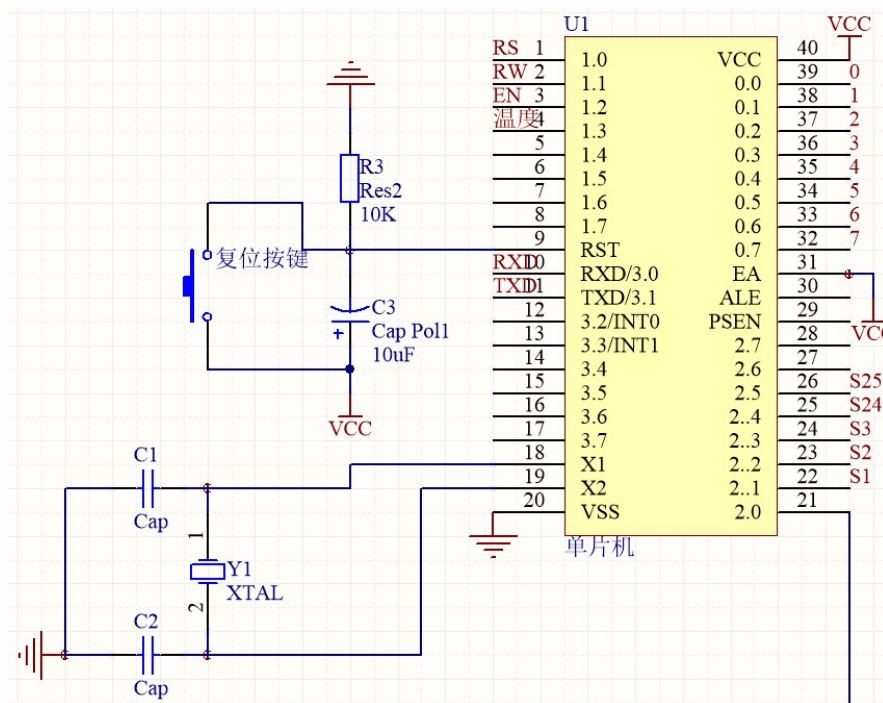 U1
VCC
RS 1 1.0 VCC 40
RW 2 1.1 0.0 39 0
EN 3 1.2 0.1 38 1
温度 4 1.3 0.2 37 2
5 1.4 0.3 36 3
6 1.5 0.4 35 4
7 1.6 0.5 34 5
8 1.7 0.6 33 6
9 RST 0.7 32 7
RXD 10 RXD/3.0 EA 31
TXD 11 TXD/3.1 ALE 30
12 3.2/INT0 PSEN 29
VCC
13 3.3/INT1 2.7 28
14 3.4 2.6 27
15 3.5 2.5 26 S25
16 3.6 2..4 25 S24
17 3.7 2..3 24 S3
18 X1 2..2 23 S2
19 X2 2..1 22 S1
20 VSS 2.0 21
单片机
R3
Res2
10K
复位按键
C3
Cap Pol1
10uF
+
VCC
C1
Cap
1
Y1
XTAL
2
C2
Cap